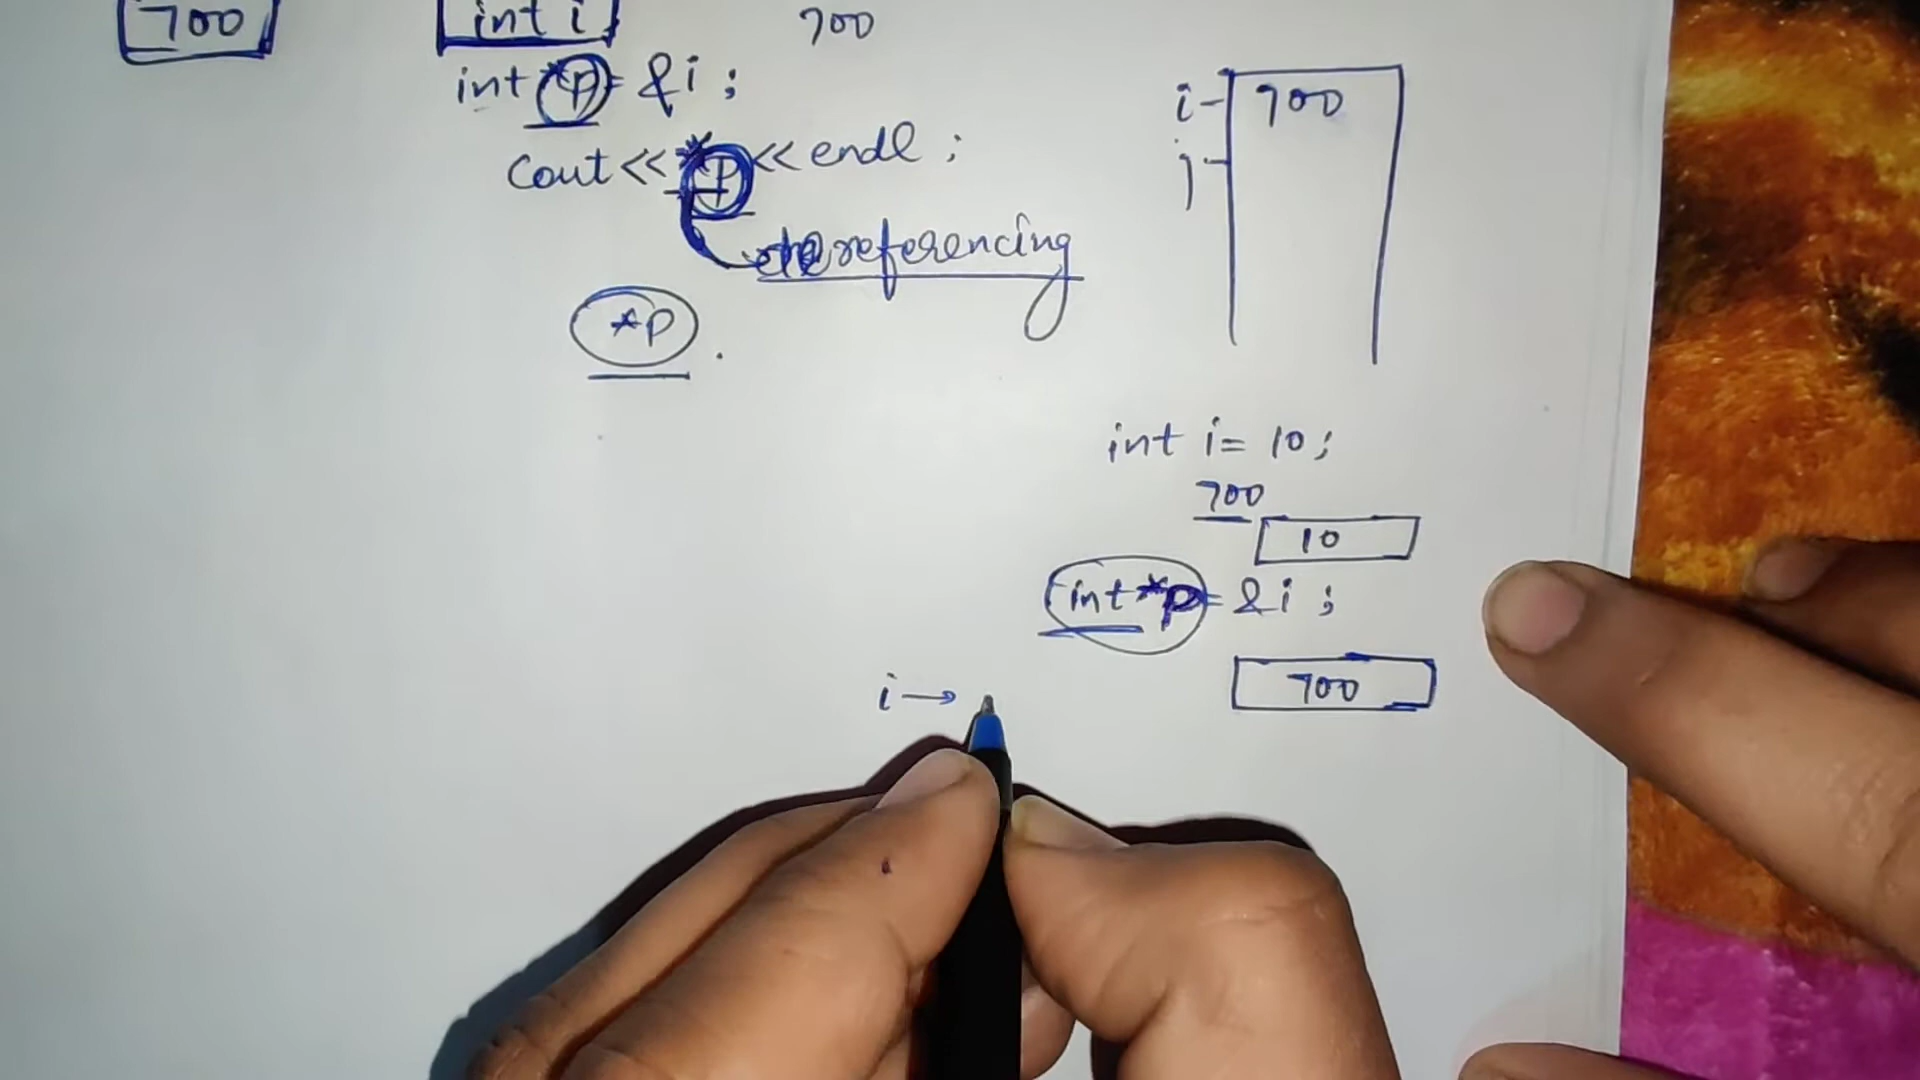 700 int i 700
int *p = &i ;
i- 700
cout << *p << endl ;
j-
dereferencing
*p .
int i = 10 ;
700
10
int *p = &i ;
700
i →